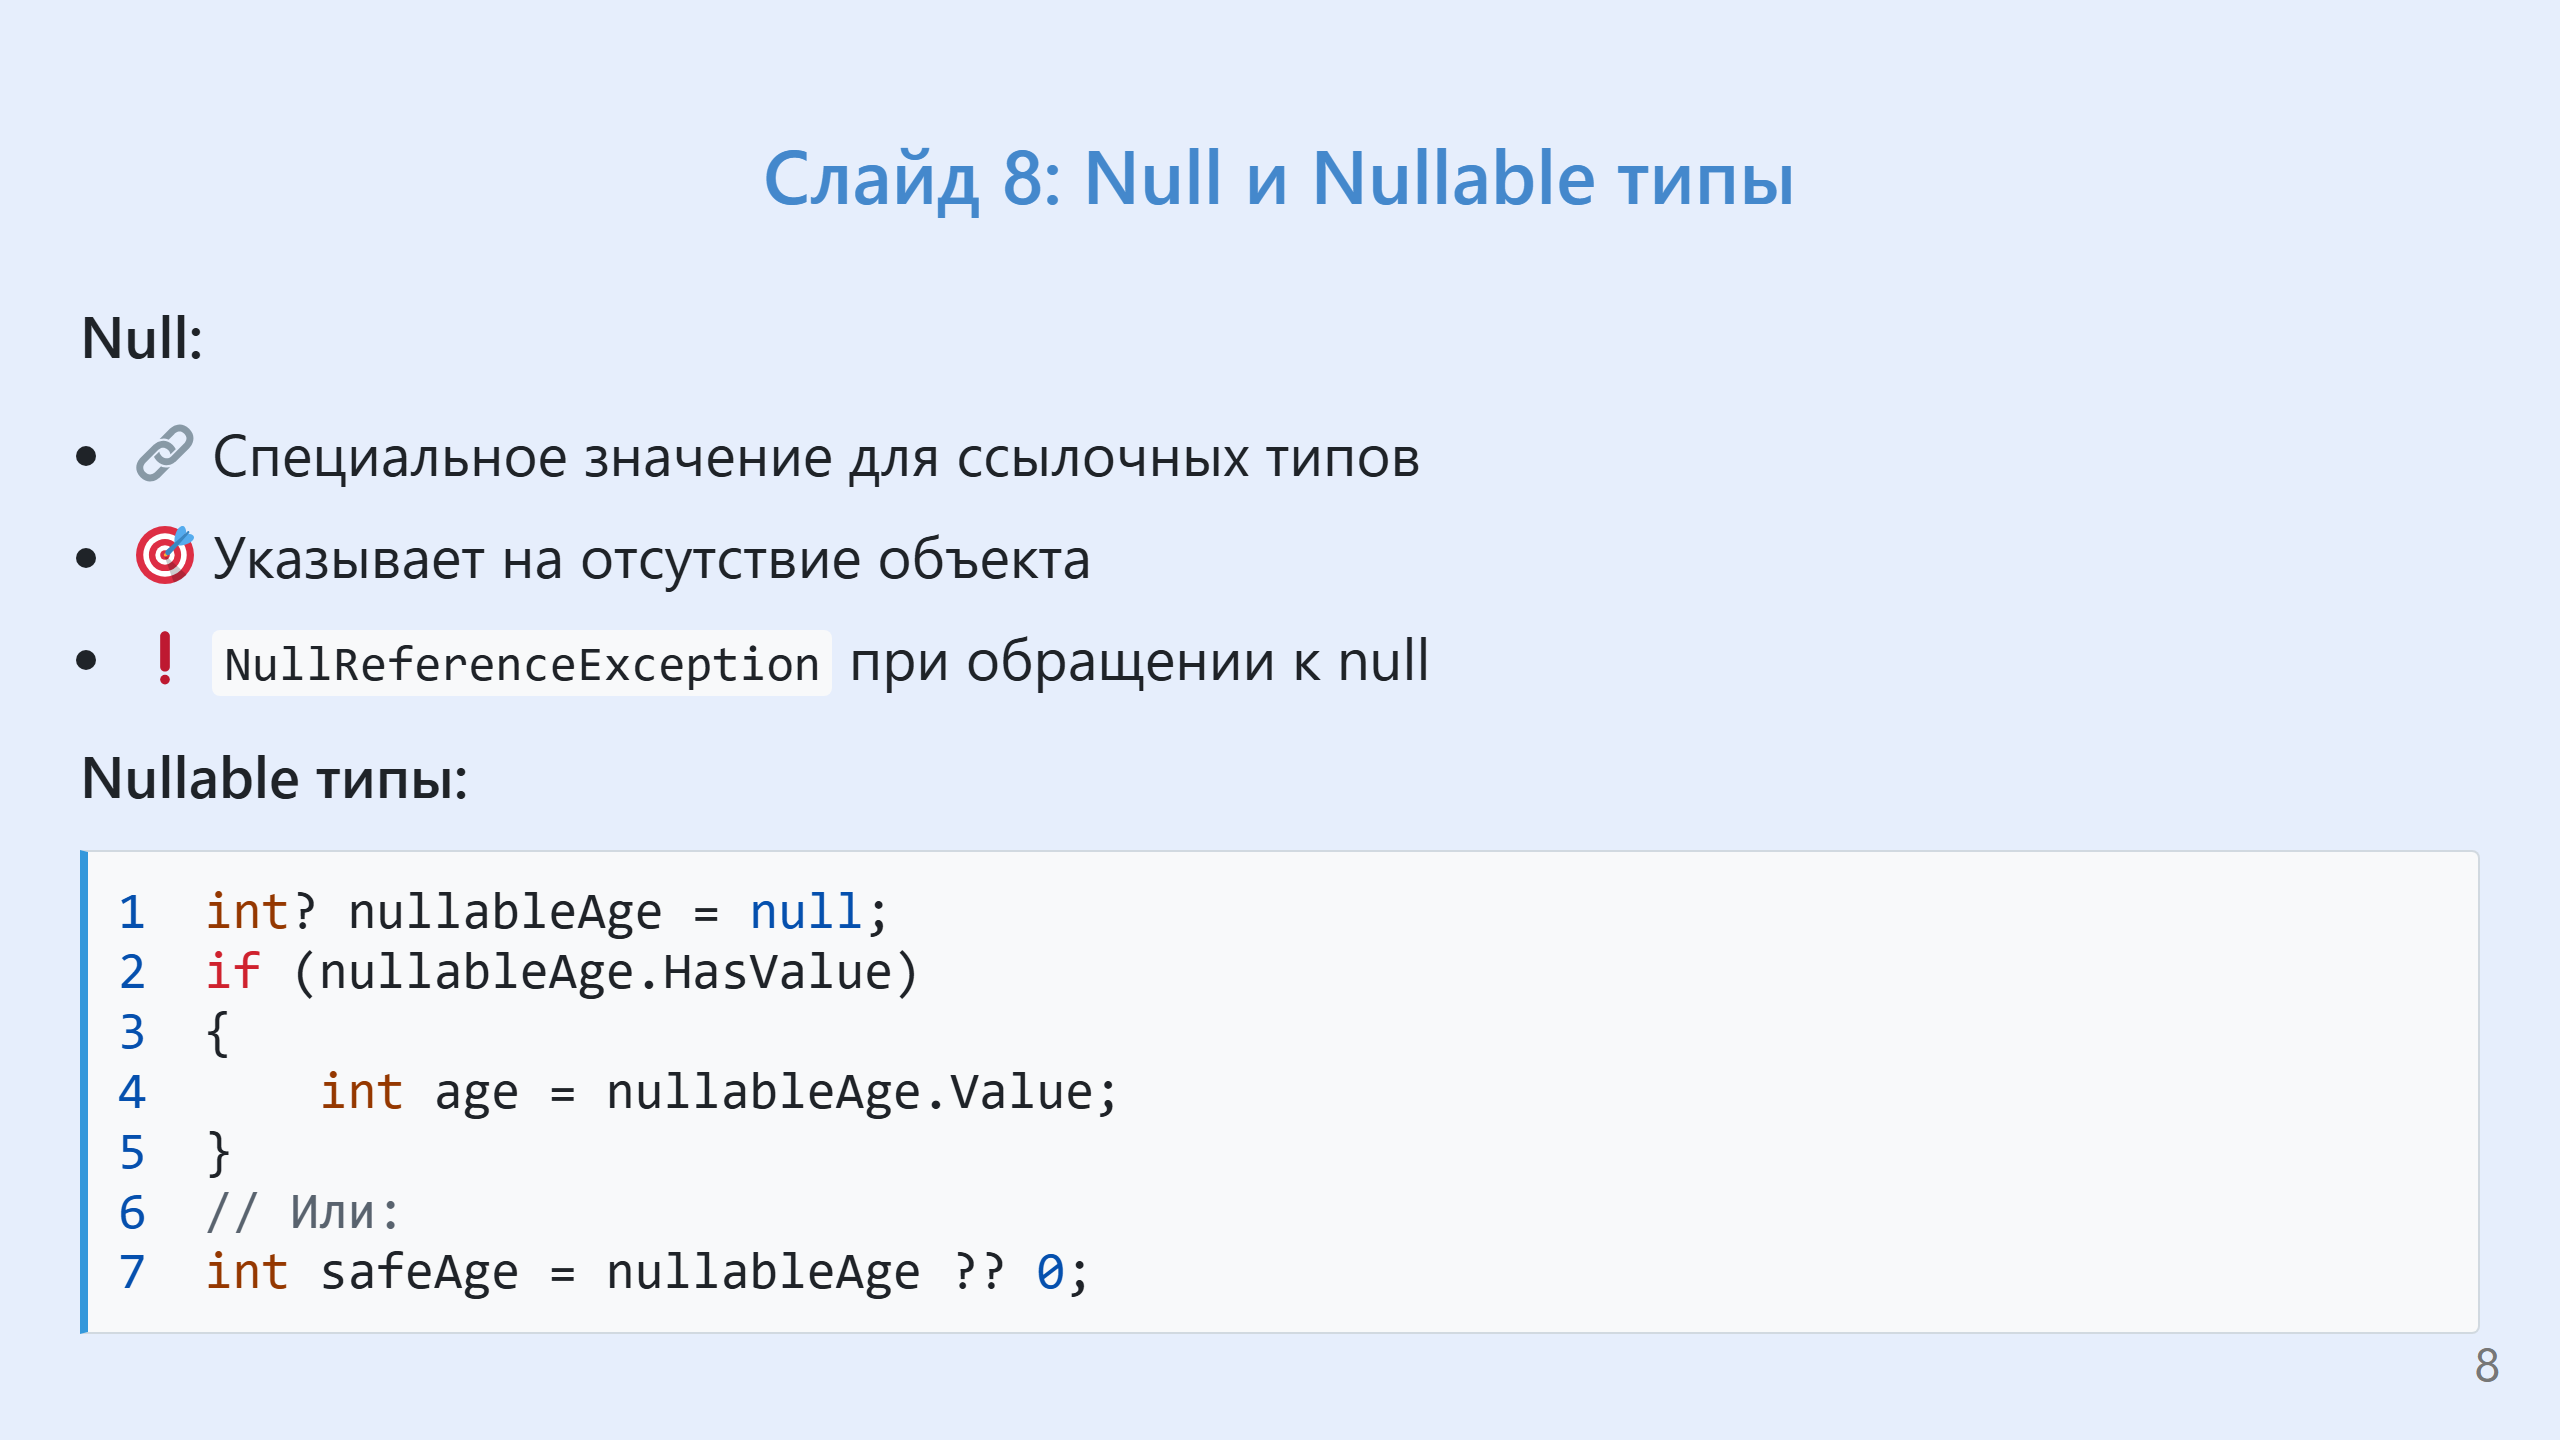 Слайд 8: Null и Nullable типы
Null:
• 🔗 Специальное значение для ссылочных типов
• 🎯 Указывает на отсутствие объекта
• ❗ NullReferenceException при обращении к null
Nullable типы:
1 int? nullableAge = null;
2 if (nullableAge.HasValue)
3 {
4     int age = nullableAge.Value;
5 }
6 // Или:
7 int safeAge = nullableAge ?? 0;
8